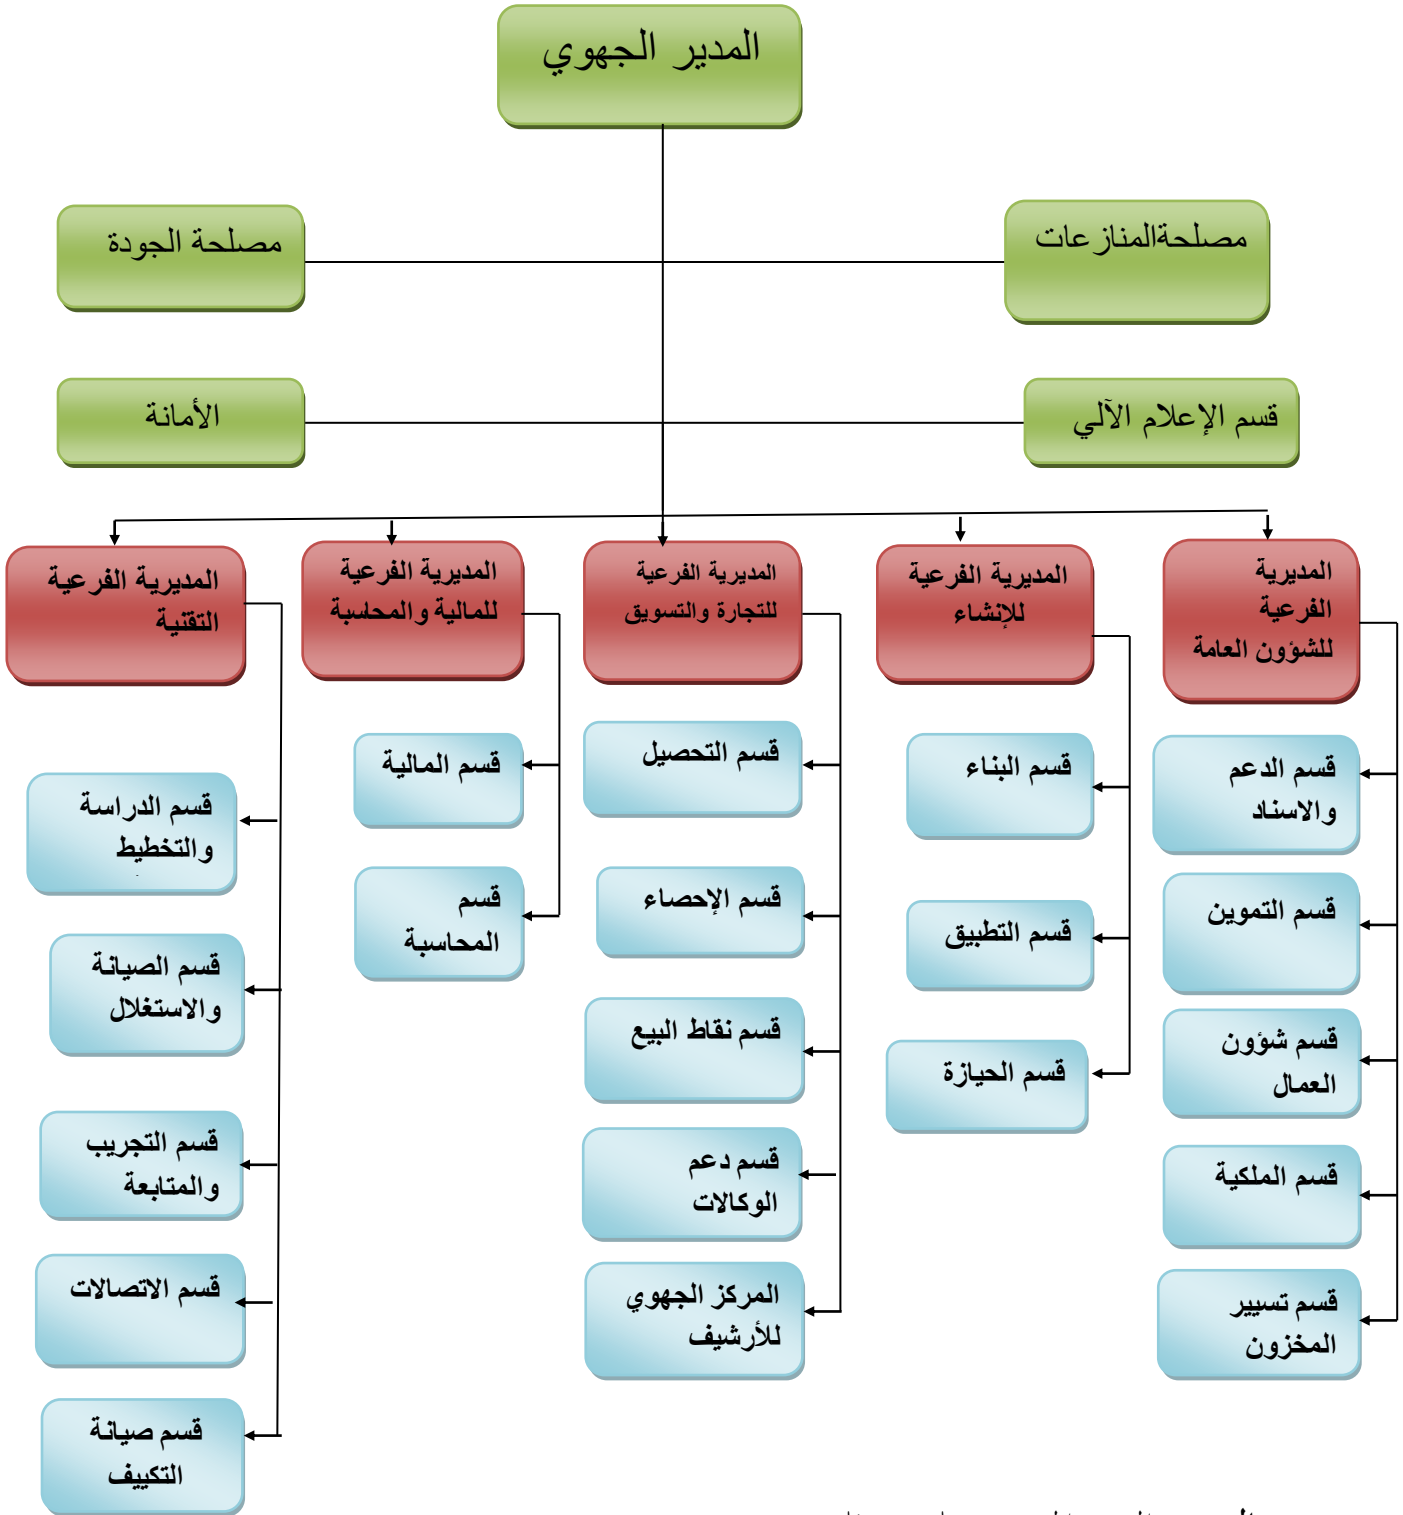 المدير الجهوي
مصلحةالمنازعات
مصلحة الجودة
قسم الإعلام الآلي
الأمانة
المديرية
الفرعية
للشؤون العامة
قسم الدعم
والاسناد
قسم التموين
قسم شؤون
العمال
قسم الملكية
قسم تسيير
المخزون
المديرية الفرعية
للإنشاء
قسم البناء
قسم التطبيق
قسم الحيازة
المديرية الفرعية
للتجارة والتسويق
قسم التحصيل
قسم الإحصاء
قسم نقاط البيع
قسم دعم
الوكالات
المركز الجهوي
للأرشيف
المديرية الفرعية
للمالية والمحاسبة
قسم المالية
قسم
المحاسبة
المديرية الفرعية
التقنية
قسم الدراسة
والتخطيط
قسم الصيانة
والاستغلال
قسم التجريب
والمتابعة
قسم الاتصالات
قسم صيانة
التكييف